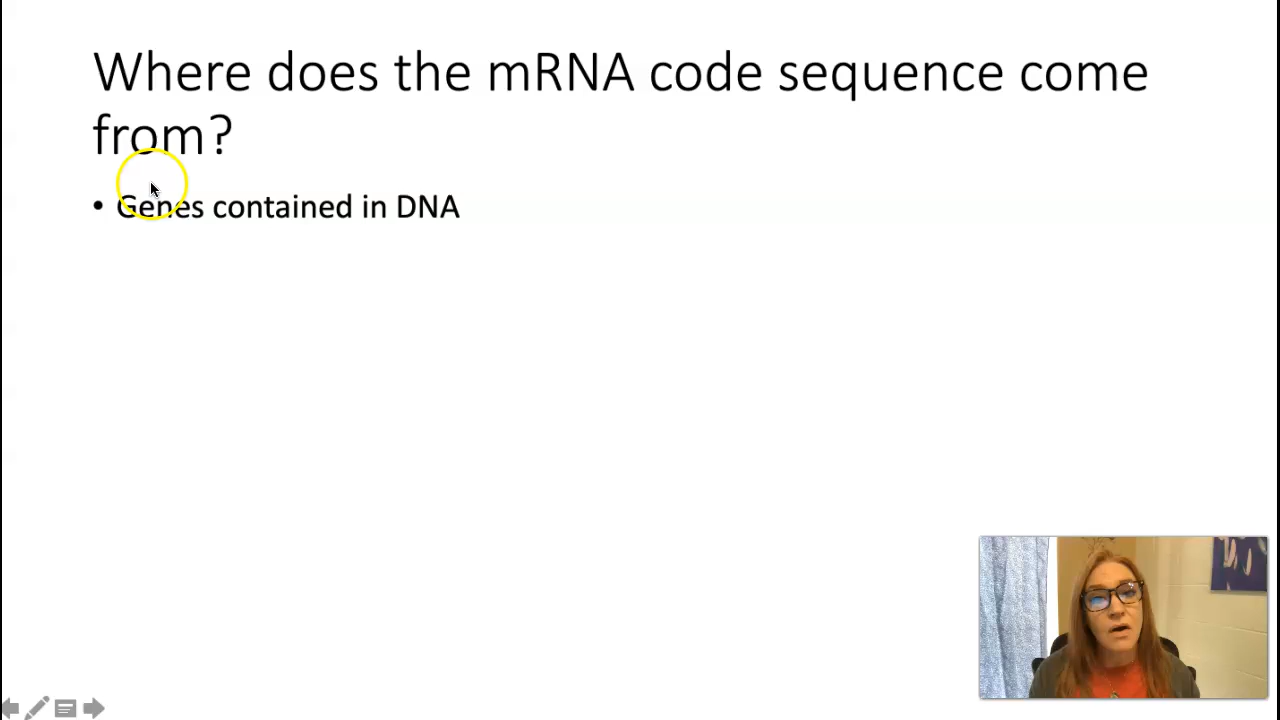 Where does the mRNA code sequence come
from?
• Genes contained in DNA